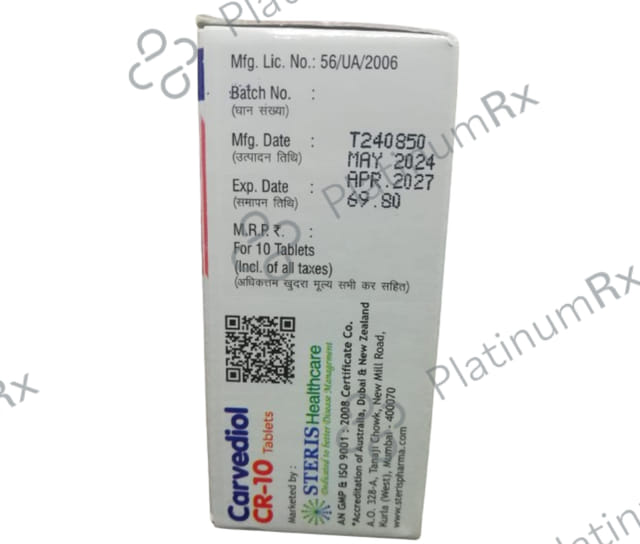 Mfg. Lic. No.: 56/UA/2006
Batch No. :
(घान संख्या)
Mfg. Date : T240850
(उत्पादन तिथि) MAY 2024
Exp. Date : APR.2027
(समापन तिथि) 69.80
M.R.P. ₹. :
For 10 Tablets
(Incl. of all taxes)
(अधिकत्तम खुदरा मूल्य सभी कर सहित)
Carvediol
CR-10 Tablets
Marketed by :
STERIS Healthcare
Dedicated to better Disease Management
AN GMP & ISO 9001 : 2008 Certificate Co.
*Accreditation of Australia, Dubai & New Zealand
A.O. 328-A, Tanaji Chowk, New Mill Road,
Kurla (West), Mumbai - 400070
www.sterispharma.com
PlatinumRx
PlatinumRx
PlatinumRx
Rx
Platinum